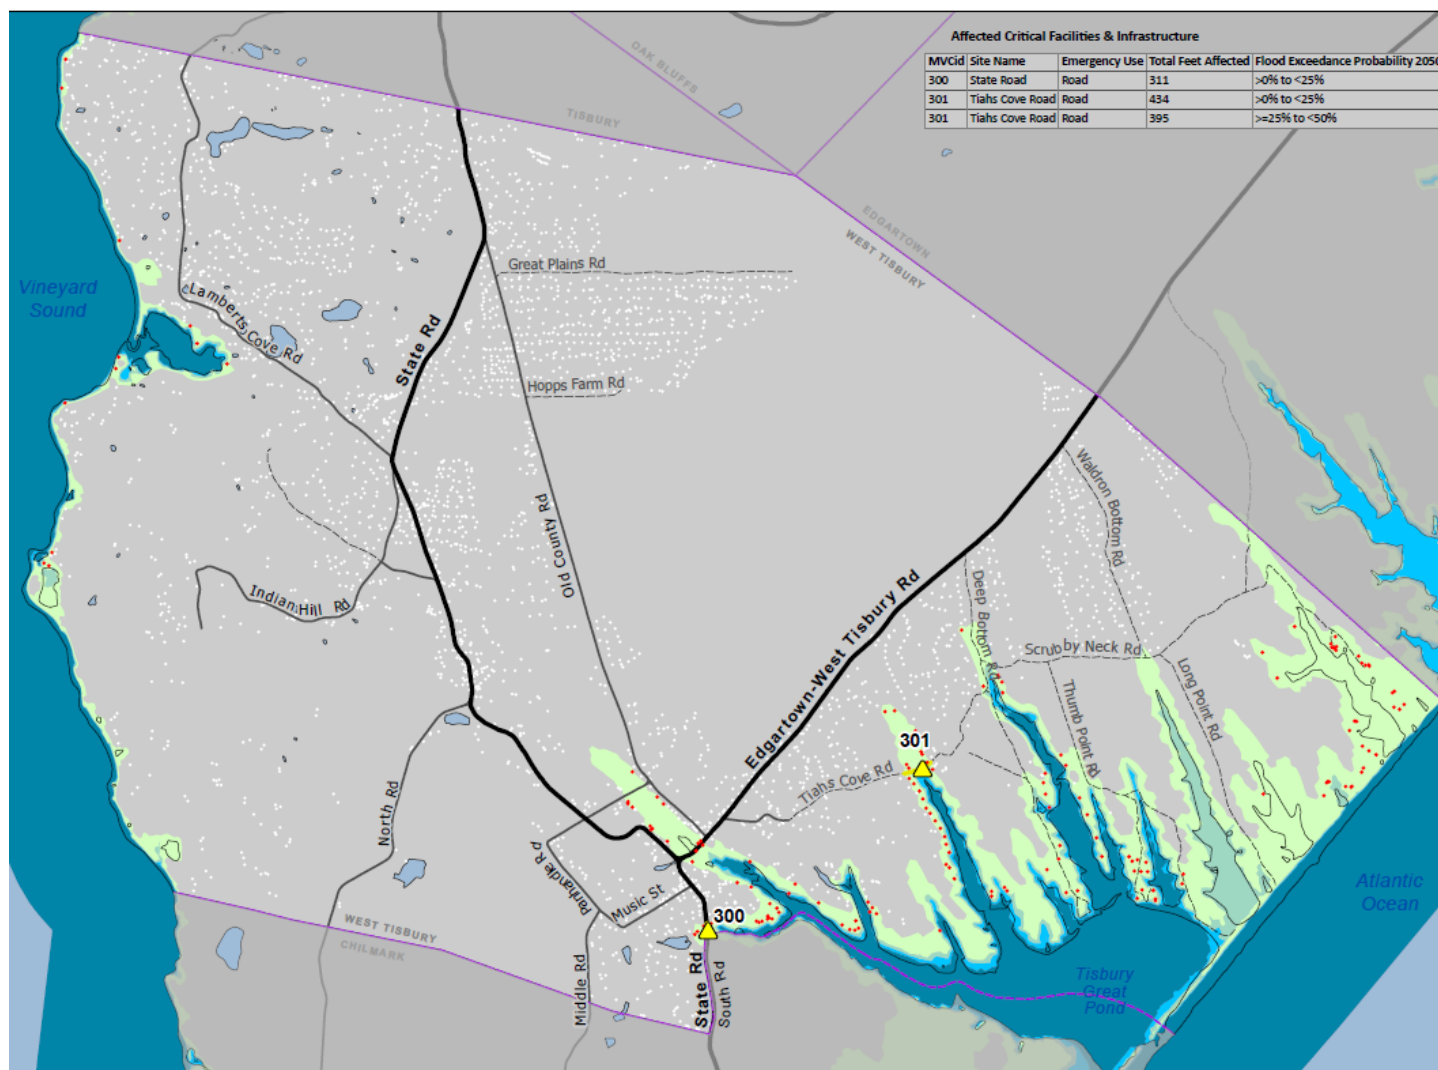 Affected Critical Facilities & Infrastructure
MVCid Site Name Emergency Use Total Feet Affected Flood Exceedance Probability 2050
300 State Road Road 311 >0% to <25%
301 Tiahs Cove Road Road 434 >0% to <25%
301 Tiahs Cove Road Road 395 >=25% to <50%
OAK BLUFFS
TISBURY
EDGARTOWN
WEST TISBURY
Vineyard
Sound
Great Plains Rd
Lamberts Cove Rd
State Rd
Hopps Farm Rd
Old County Rd
Waldron Bottom Rd
Indian Hill Rd
Deep Bottom Rd
Edgartown-West Tisbury Rd
Scrubby Neck Rd
Long Point Rd
Thumb Point Rd
301
Tiahs Cove Rd
North Rd
Panhandle Rd
Music St
300
WEST TISBURY
CHILMARK
Middle Rd
State Rd
South Rd
Atlantic
Ocean
Tisbury
Great
Pond